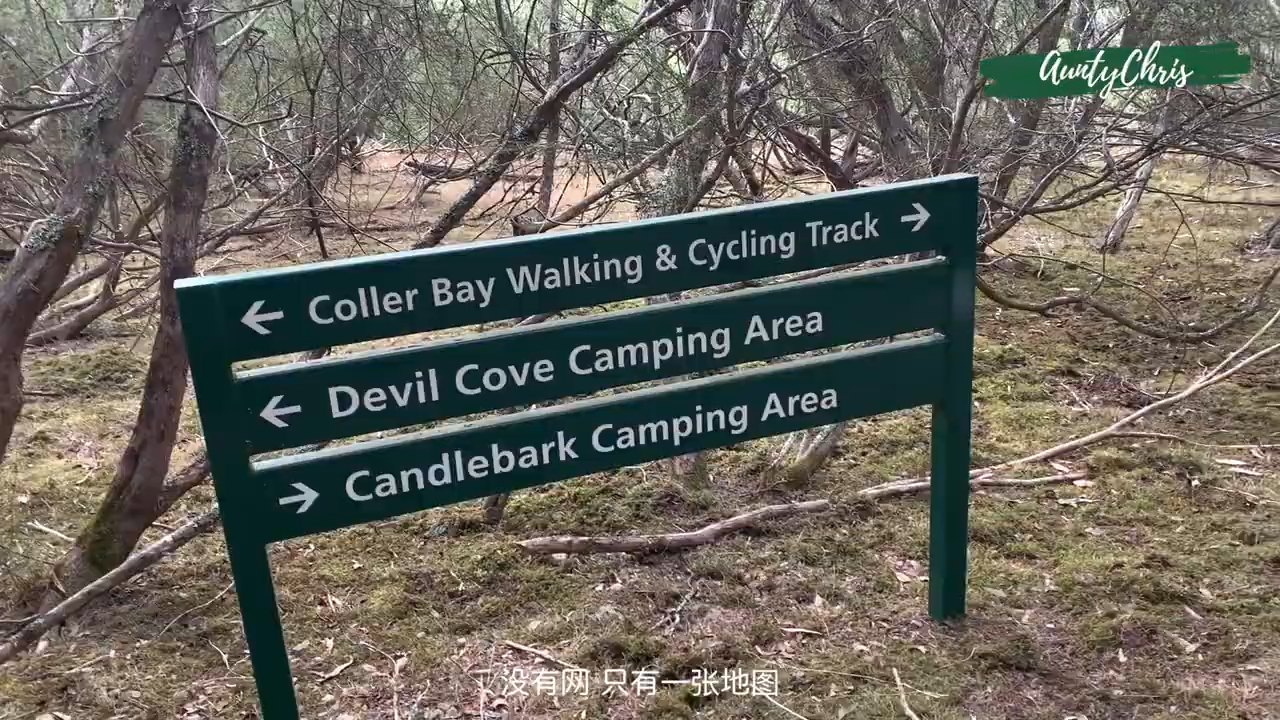 AuntyChris
← Coller Bay Walking & Cycling Track →
← Devil Cove Camping Area
→ Candlebark Camping Area
没有网 只有一张地图